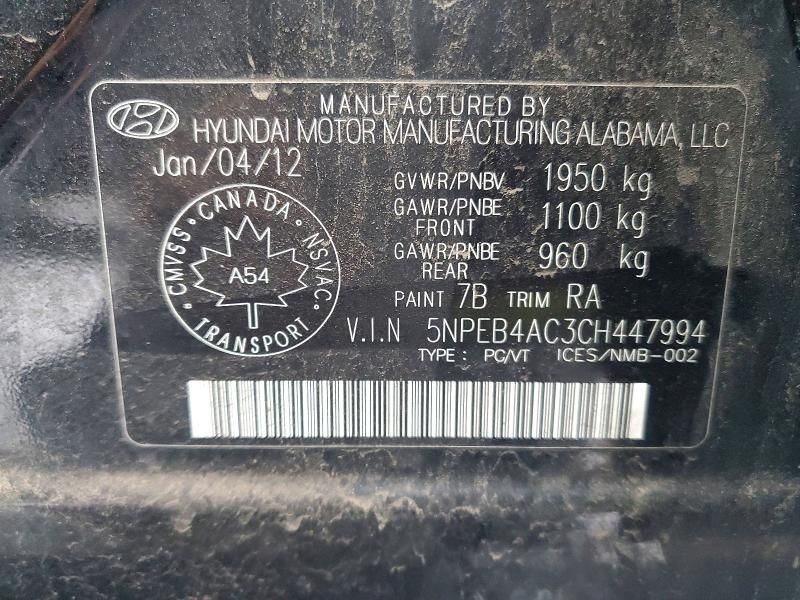 MANUFACTURED BY
HYUNDAI MOTOR MANUFACTURING ALABAMA, LLC
Jan/04/12
GVWR/PNBV 1950 kg
GAWR/PNBE FRONT 1100 kg
GAWR/PNBE REAR 960 kg
CANADA
CMVSS
NSVAC
A54
TRANSPORT
PAINT 7B TRIM RA
V.I.N 5NPEB4AC3CH447994
TYPE : PC/VT ICES/NMB-002